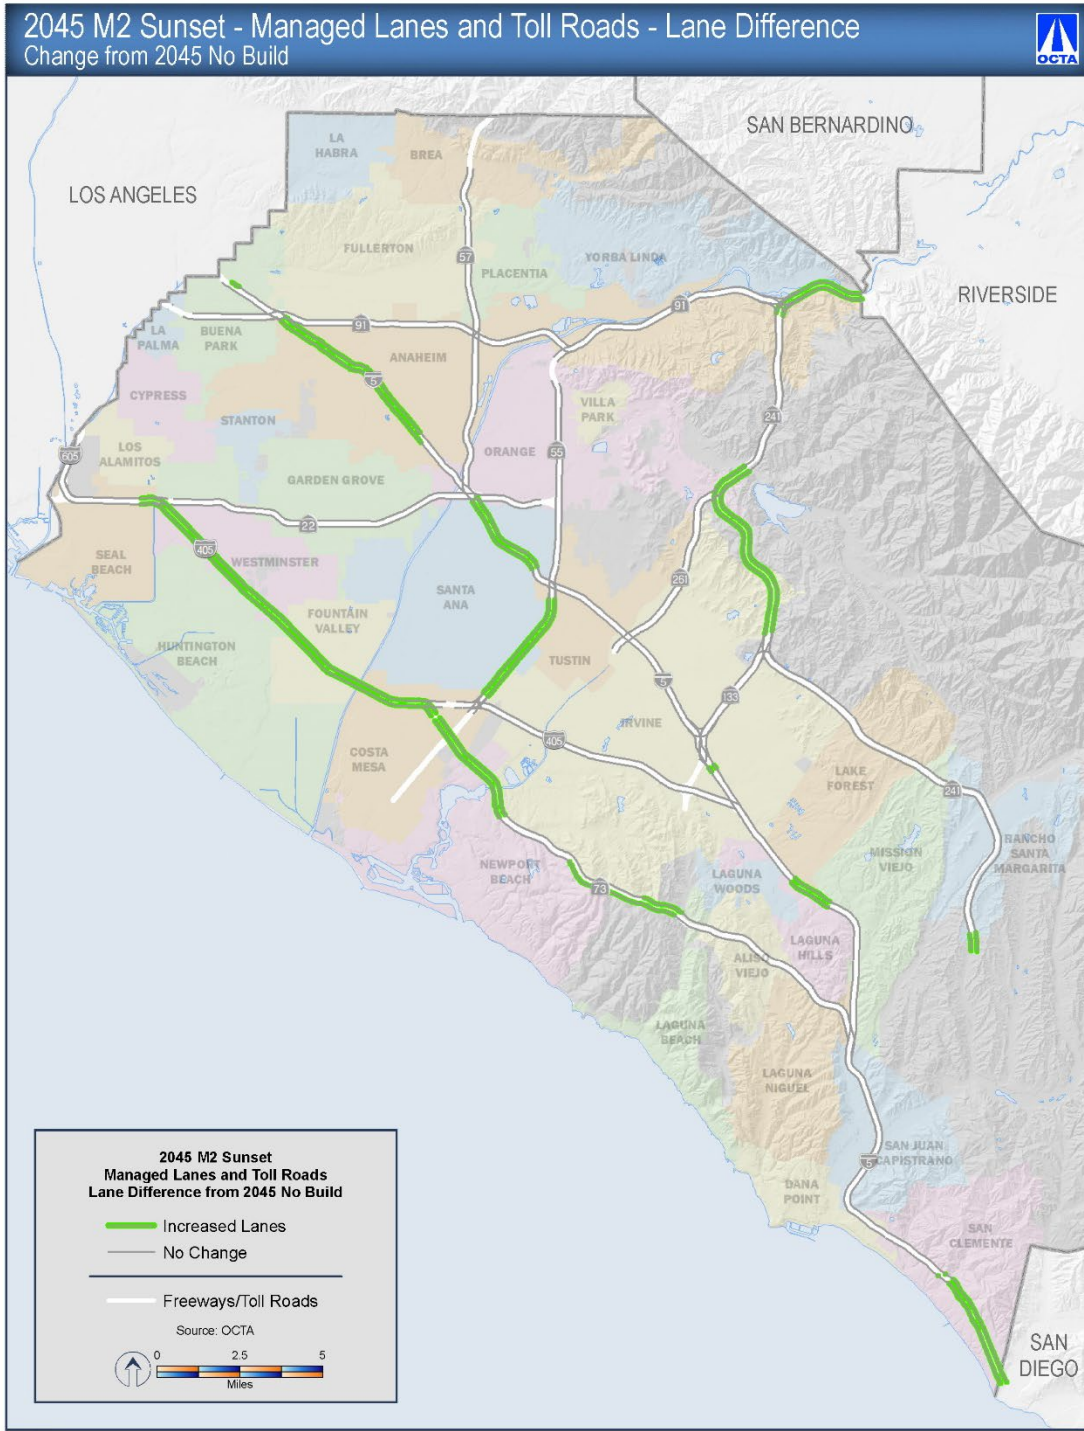 2045 M2 Sunset - Managed Lanes and Toll Roads - Lane Difference
Change from 2045 No Build
OCTA
SAN BERNARDINO
LA
HABRA
BREA
LOS ANGELES
FULLERTON
57
PLACENTIA
YORBA LINDA
RIVERSIDE
LA
PALMA
BUENA
PARK
91
91
ANAHEIM
5
CYPRESS
STANTON
VILLA
PARK
241
LOS
ALAMITOS
605
ORANGE
55
GARDEN GROVE
22
SEAL
BEACH
405
WESTMINSTER
SANTA
ANA
261
FOUNTAIN
VALLEY
HUNTINGTON
BEACH
TUSTIN
5
133
IRVINE
405
COSTA
MESA
LAKE
FOREST
241
RANCHO
SANTA
MARGARITA
MISSION
VIEJO
NEWPORT
BEACH
73
LAGUNA
WOODS
LAGUNA
HILLS
ALISO
VIEJO
LAGUNA
BEACH
LAGUNA
NIGUEL
SAN JUAN
CAPISTRANO
5
DANA
POINT
SAN
CLEMENTE
SAN
DIEGO
2045 M2 Sunset
Managed Lanes and Toll Roads
Lane Difference from 2045 No Build
Increased Lanes
No Change
Freeways/Toll Roads
Source: OCTA
0 2.5 5
Miles